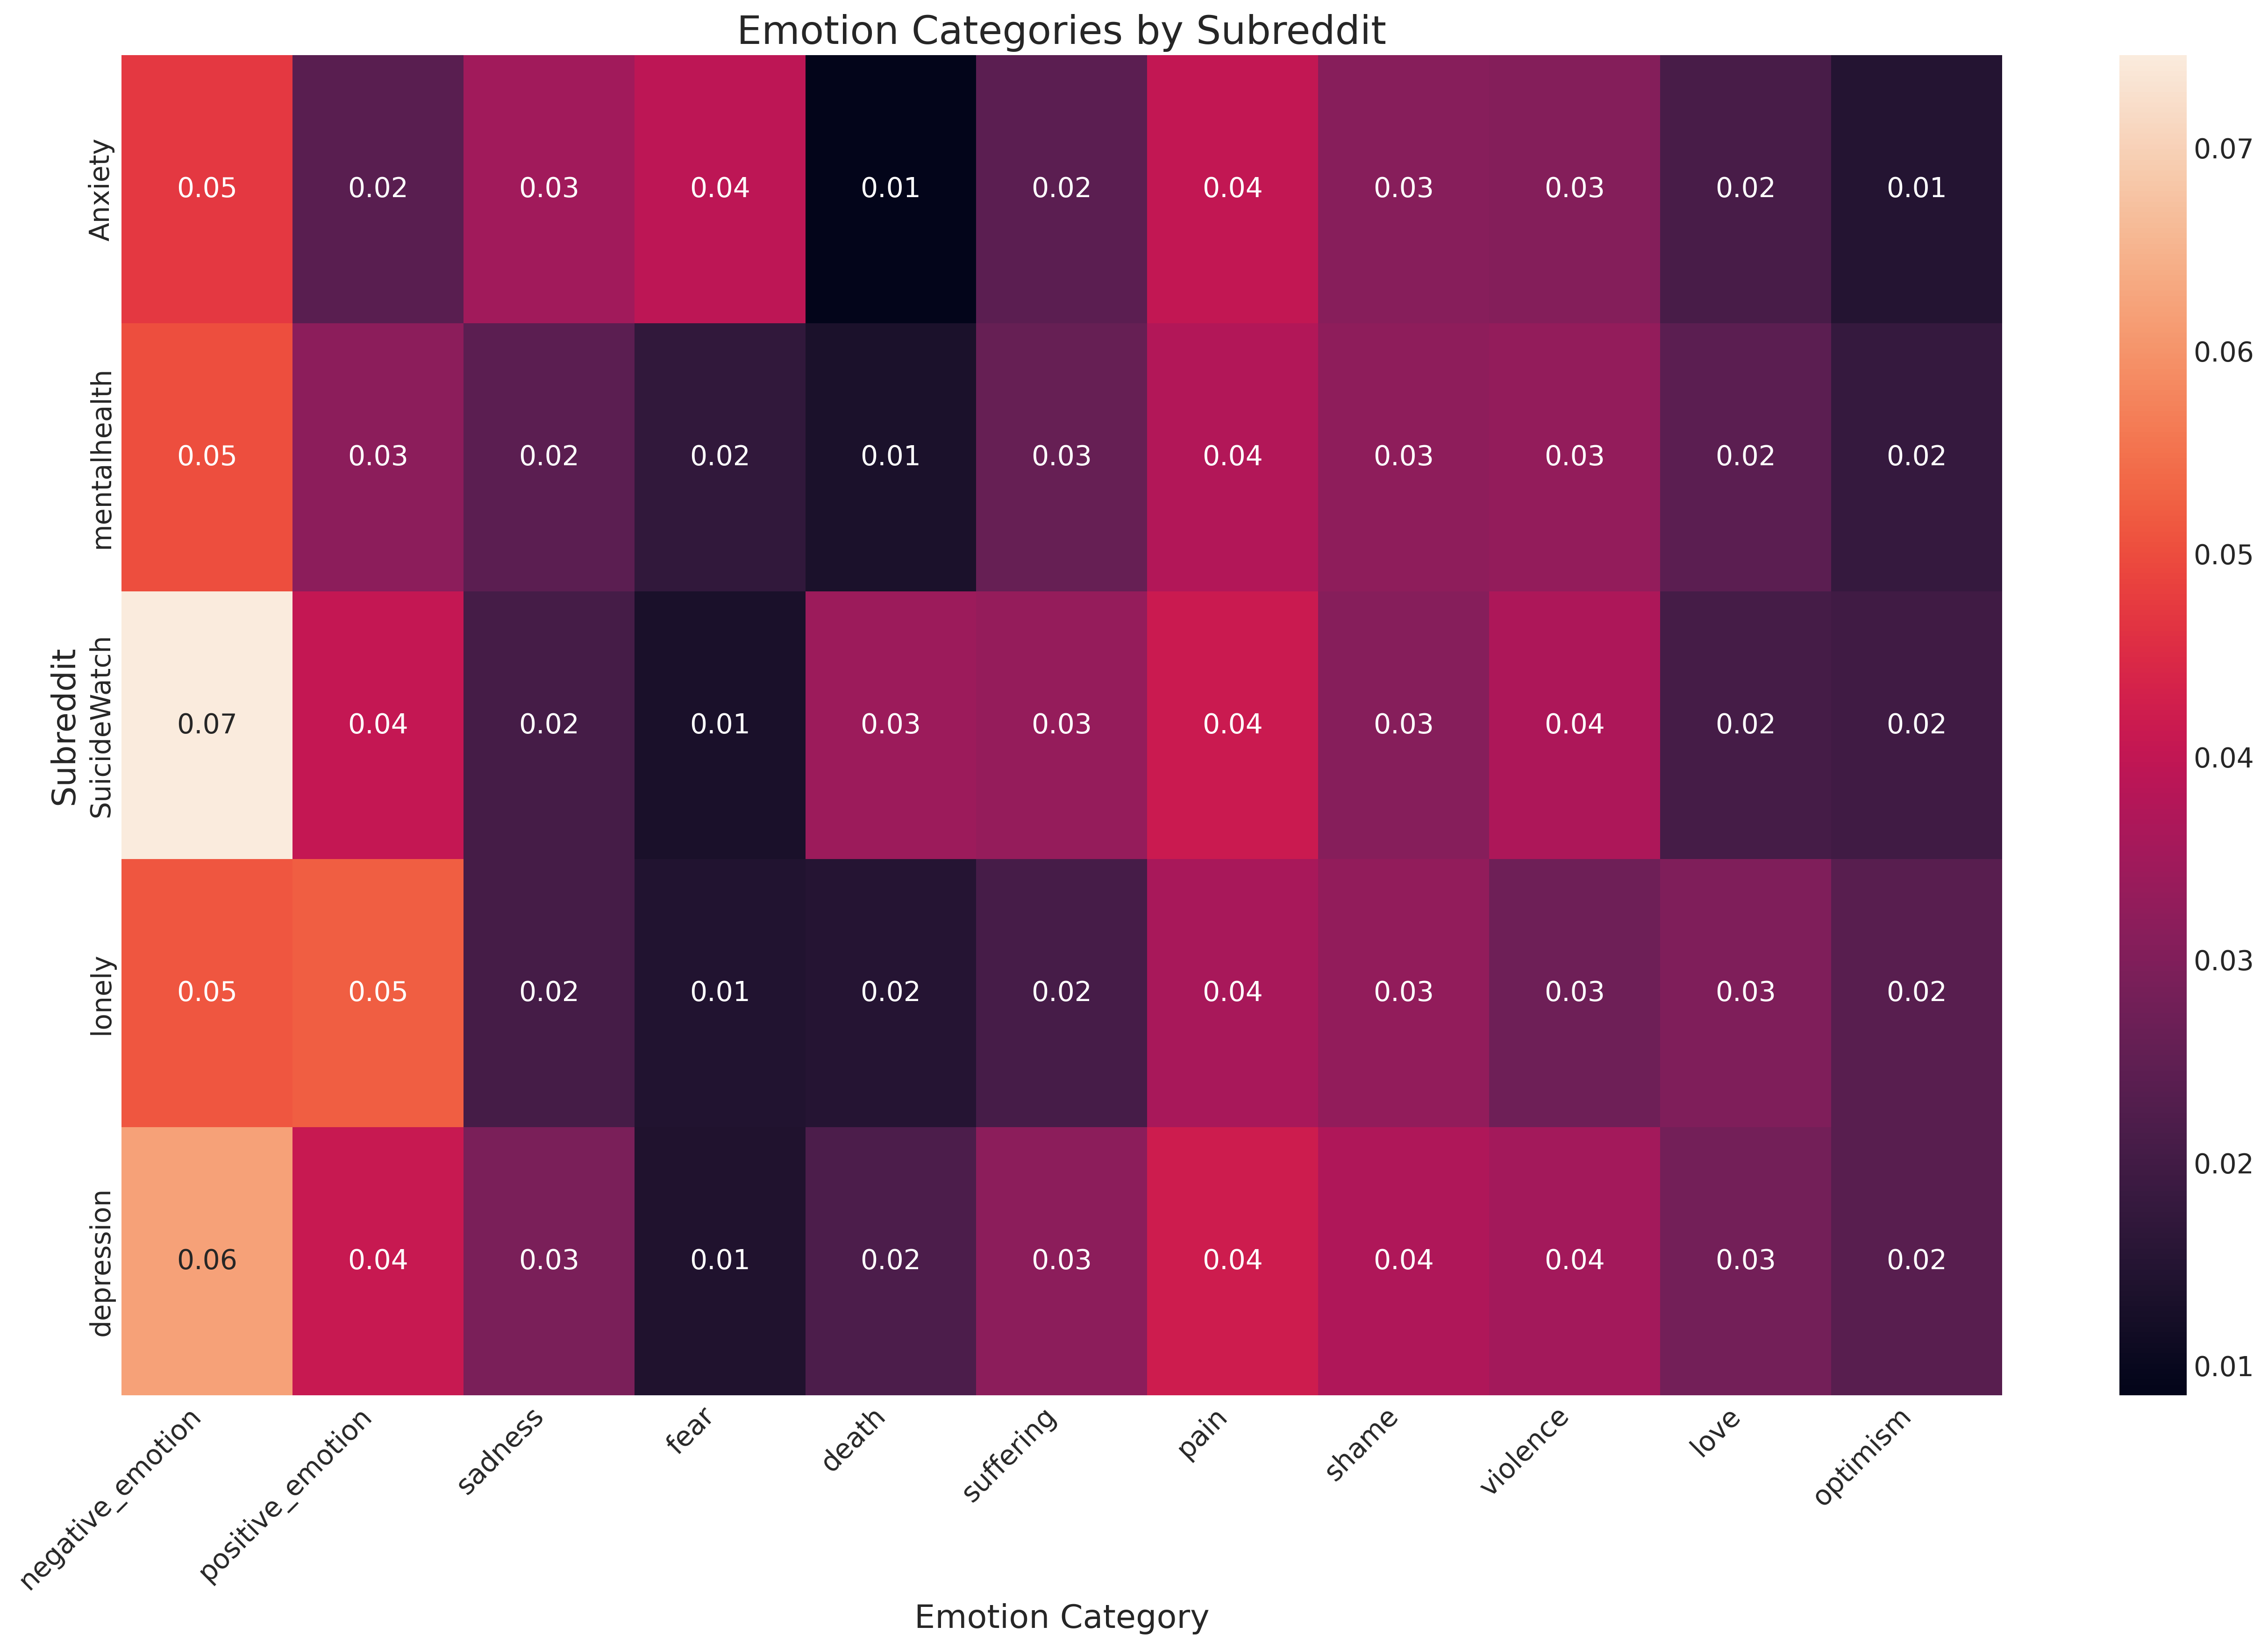 Emotion Categories by Subreddit
Subreddit
Anxiety
0.05 0.02 0.03 0.04 0.01 0.02 0.04 0.03 0.03 0.02 0.01
mentalhealth
0.05 0.03 0.02 0.02 0.01 0.03 0.04 0.03 0.03 0.02 0.02
SuicideWatch
0.07 0.04 0.02 0.01 0.03 0.03 0.04 0.03 0.04 0.02 0.02
lonely
0.05 0.05 0.02 0.01 0.02 0.02 0.04 0.03 0.03 0.03 0.02
depression
0.06 0.04 0.03 0.01 0.02 0.03 0.04 0.04 0.04 0.03 0.02
negative_emotion
positive_emotion
sadness
fear
death
suffering
pain
shame
violence
love
optimism
Emotion Category
0.07
0.06
0.05
0.04
0.03
0.02
0.01